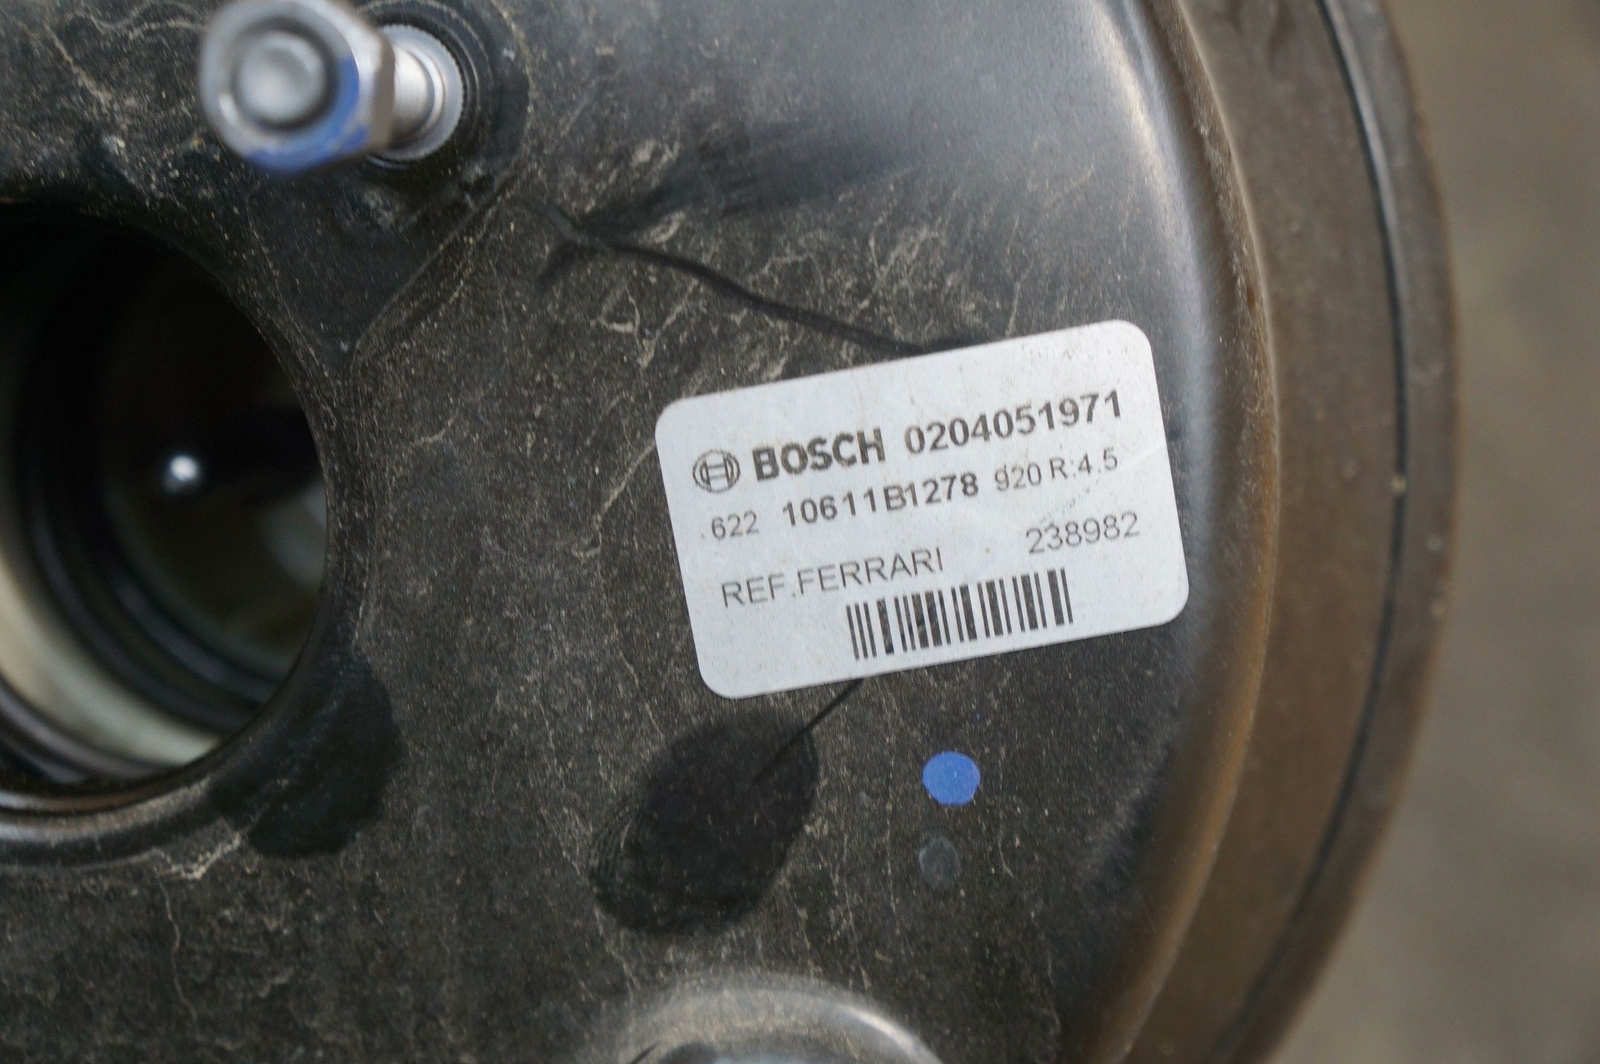 BOSCH 0204051971
.622 10611B1278 920 R:4.5
REF.FERRARI 238982